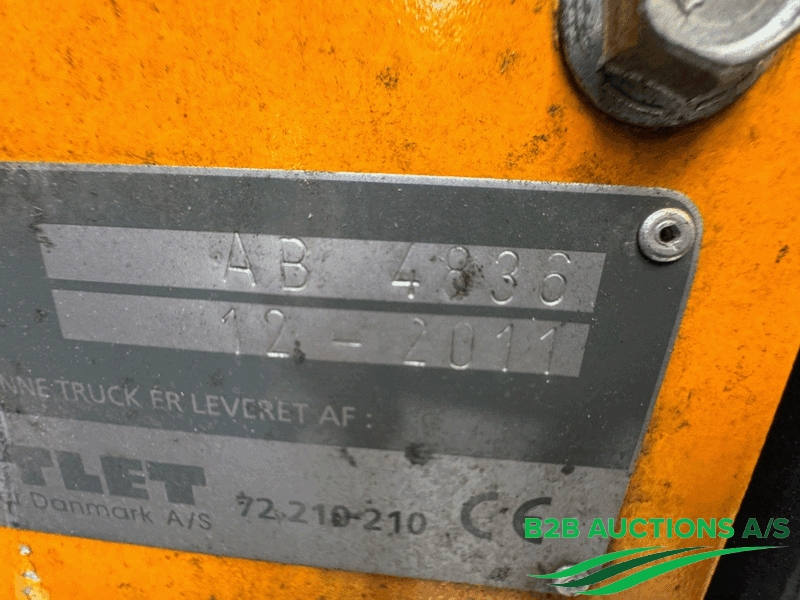 AB 4836
12-2011
NNE TRUCK ER LEVERET AF:
TLET
Danmark A/S
72 210-210 CE
B2B AUCTIONS A/S